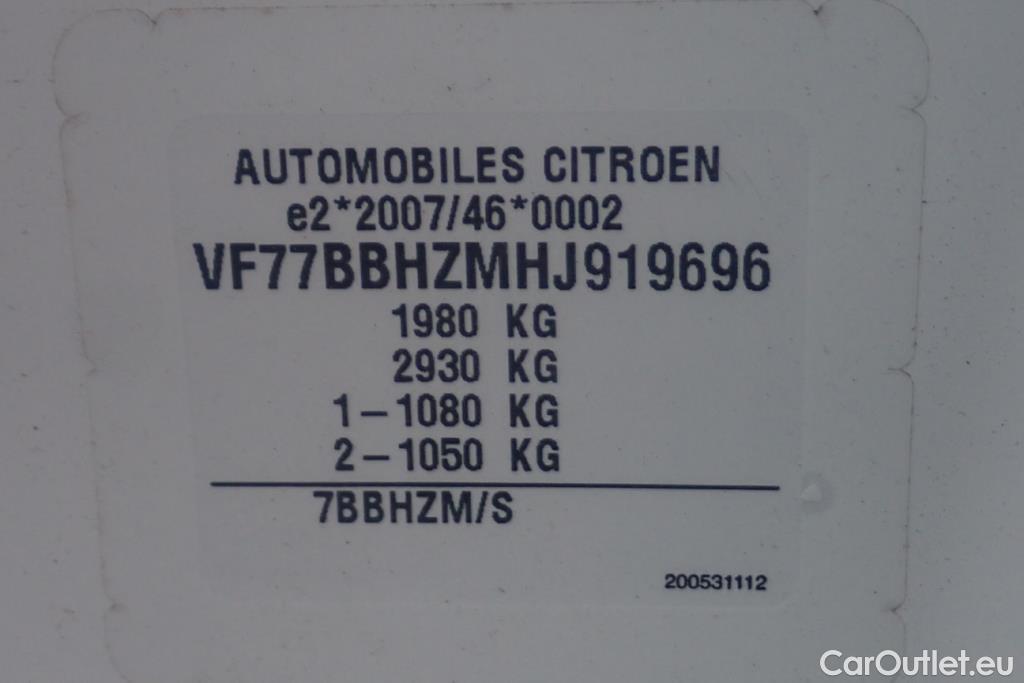 AUTOMOBILES CITROEN
e2*2007/46*0002
VF77BBHZMHJ919696
1980 KG
2930 KG
1-1080 KG
2-1050 KG
7BBHZM/S
200531112
CarOutlet.eu